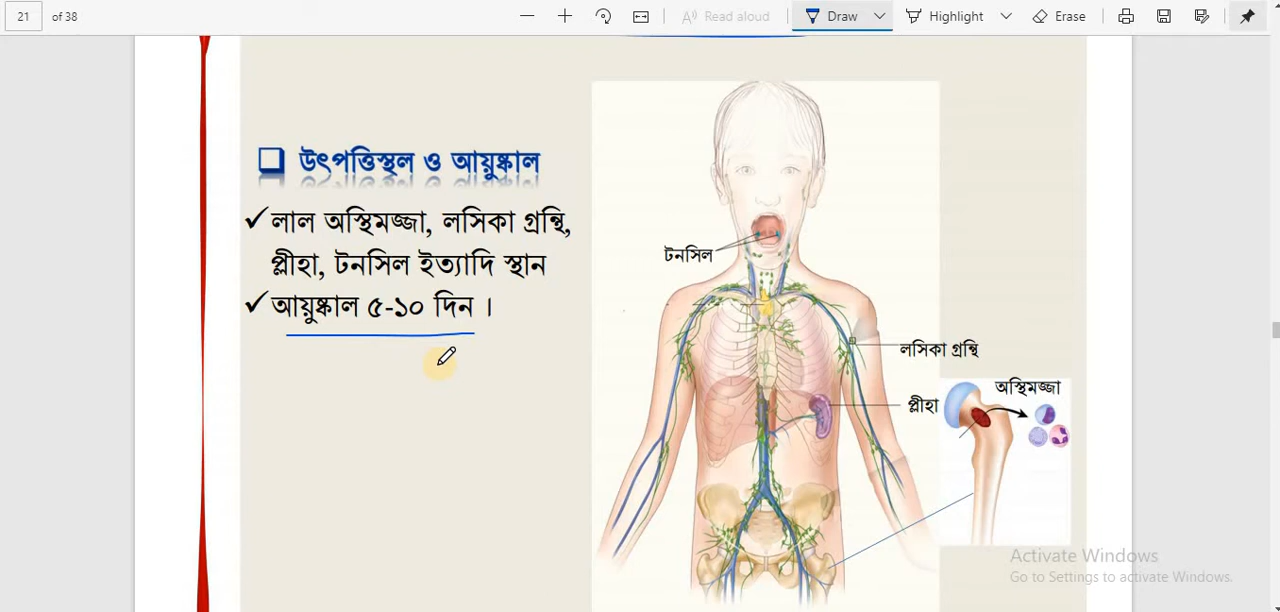 21 of 38
Read aloud
Draw
Highlight
Erase
উৎপত্তিস্থল ও আয়ুষ্কাল
লাল অস্থিমজ্জা, লসিকা গ্রন্থি,
প্লীহা, টনসিল ইত্যাদি স্থান
আয়ুষ্কাল ৫-১০ দিন ।
টনসিল
লসিকা গ্রন্থি
প্লীহা
অস্থিমজ্জা
Activate Windows
Go to Settings to activate Windows.